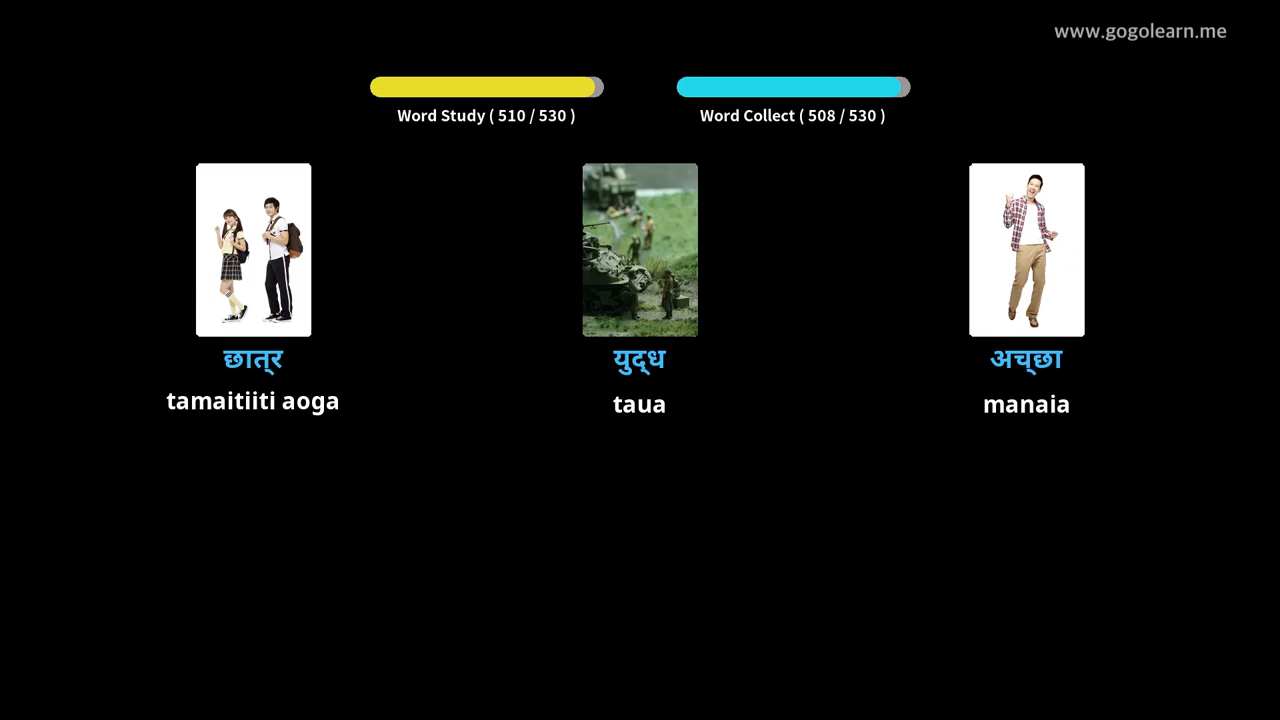 www.gogolearn.me
Word Study ( 510 / 530 )
Word Collect ( 508 / 530 )
छात्र
युद्ध
अच्छा
tamaitiiti aoga
taua
manaia